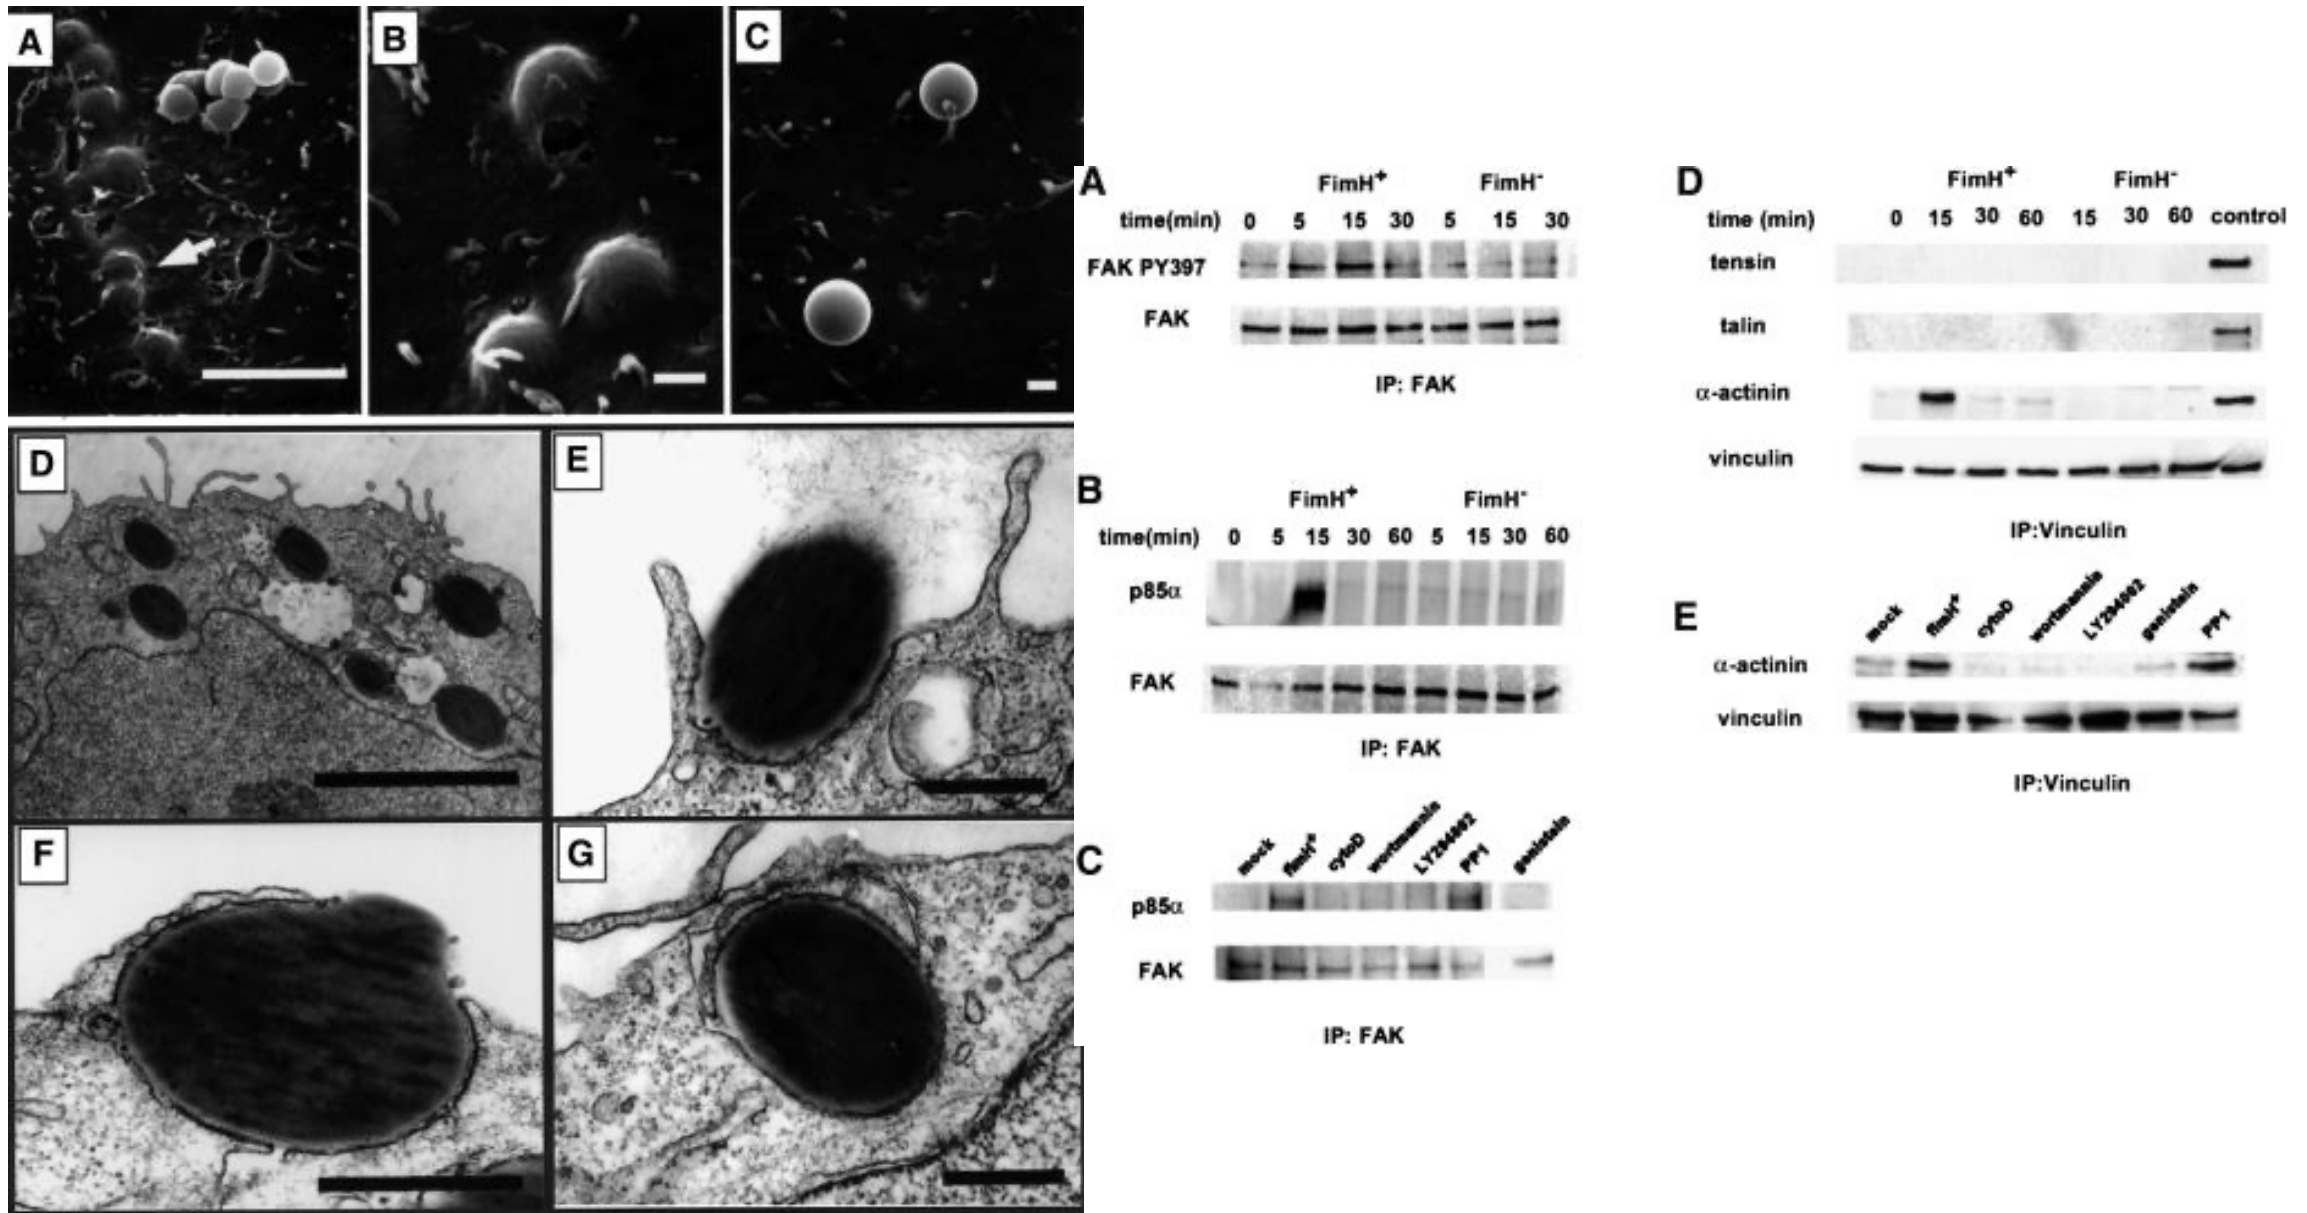 A
B
C
D
E
F
G
A
FimH+ FimH-
time(min) 0 5 15 30 5 15 30
FAK PY397
FAK
IP: FAK
B
FimH+ FimH-
time(min) 0 5 15 30 60 5 15 30 60
p85α
FAK
IP: FAK
C
mock fimH+ cytoD wortmannin LY294002 PP1 genistein
p85α
FAK
IP: FAK
D
FimH+ FimH-
time (min) 0 15 30 60 15 30 60 control
tensin
talin
α-actinin
vinculin
IP:Vinculin
E
mock fimH+ cytoD wortmannin LY294002 genistein PP1
α-actinin
vinculin
IP:Vinculin